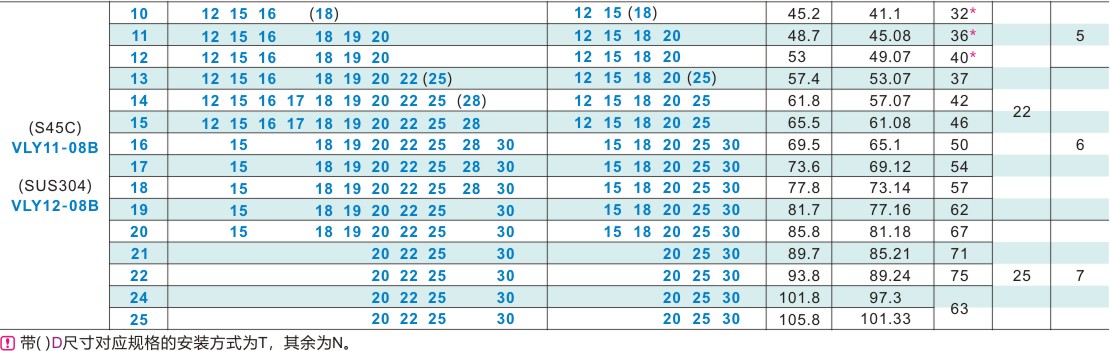 10 12 15 16 (18) 12 15 (18) 45.2 41.1 32*
11 12 15 16 18 19 20 12 15 18 20 48.7 45.08 36* 5
12 12 15 16 18 19 20 12 15 18 20 53 49.07 40*
13 12 15 16 18 19 20 22 (25) 12 15 18 20 (25) 57.4 53.07 37
14 12 15 16 17 18 19 20 22 25 (28) 12 15 18 20 25 61.8 57.07 42
22
(S45C) 15 12 15 16 17 18 19 20 22 25 28 12 15 18 20 25 65.5 61.08 46
VLY11-08B 16 15 18 19 20 22 25 28 30 15 18 20 25 30 69.5 65.1 50 6
17 15 18 19 20 22 25 28 30 15 18 20 25 30 73.6 69.12 54
(SUS304) 18 15 18 19 20 22 25 28 30 15 18 20 25 30 77.8 73.14 57
VLY12-08B 19 15 18 19 20 22 25 30 15 18 20 25 30 81.7 77.16 62
20 15 18 19 20 22 25 30 15 18 20 25 30 85.8 81.18 67
21 20 22 25 30 20 25 30 89.7 85.21 71
22 20 22 25 30 20 25 30 93.8 89.24 75 25 7
24 20 22 25 30 20 25 30 101.8 97.3
63
25 20 22 25 30 20 25 30 105.8 101.33
! 带( )D尺寸对应规格的安装方式为T，其余为N。